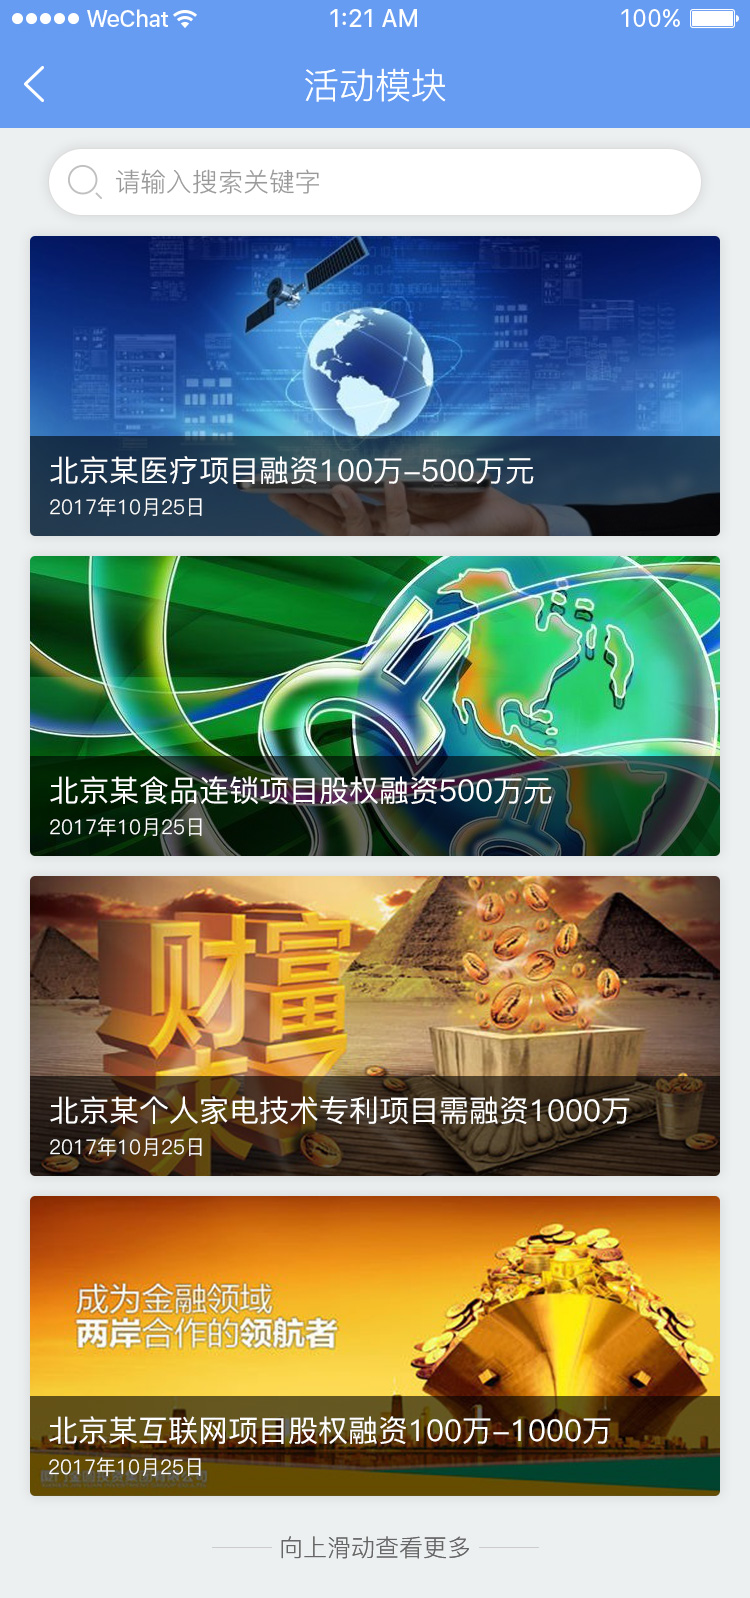 WeChat 1:21 AM 100%
活动模块
请输入搜索关键字
北京某医疗项目融资100万-500万元
2017年10月25日
北京某食品连锁项目股权融资500万元
2017年10月25日
财富
来了
北京某个人家电技术专利项目需融资1000万
2017年10月25日
成为金融领域
两岸合作的领航者
北京某互联网项目股权融资100万-1000万
2017年10月25日
向上滑动查看更多